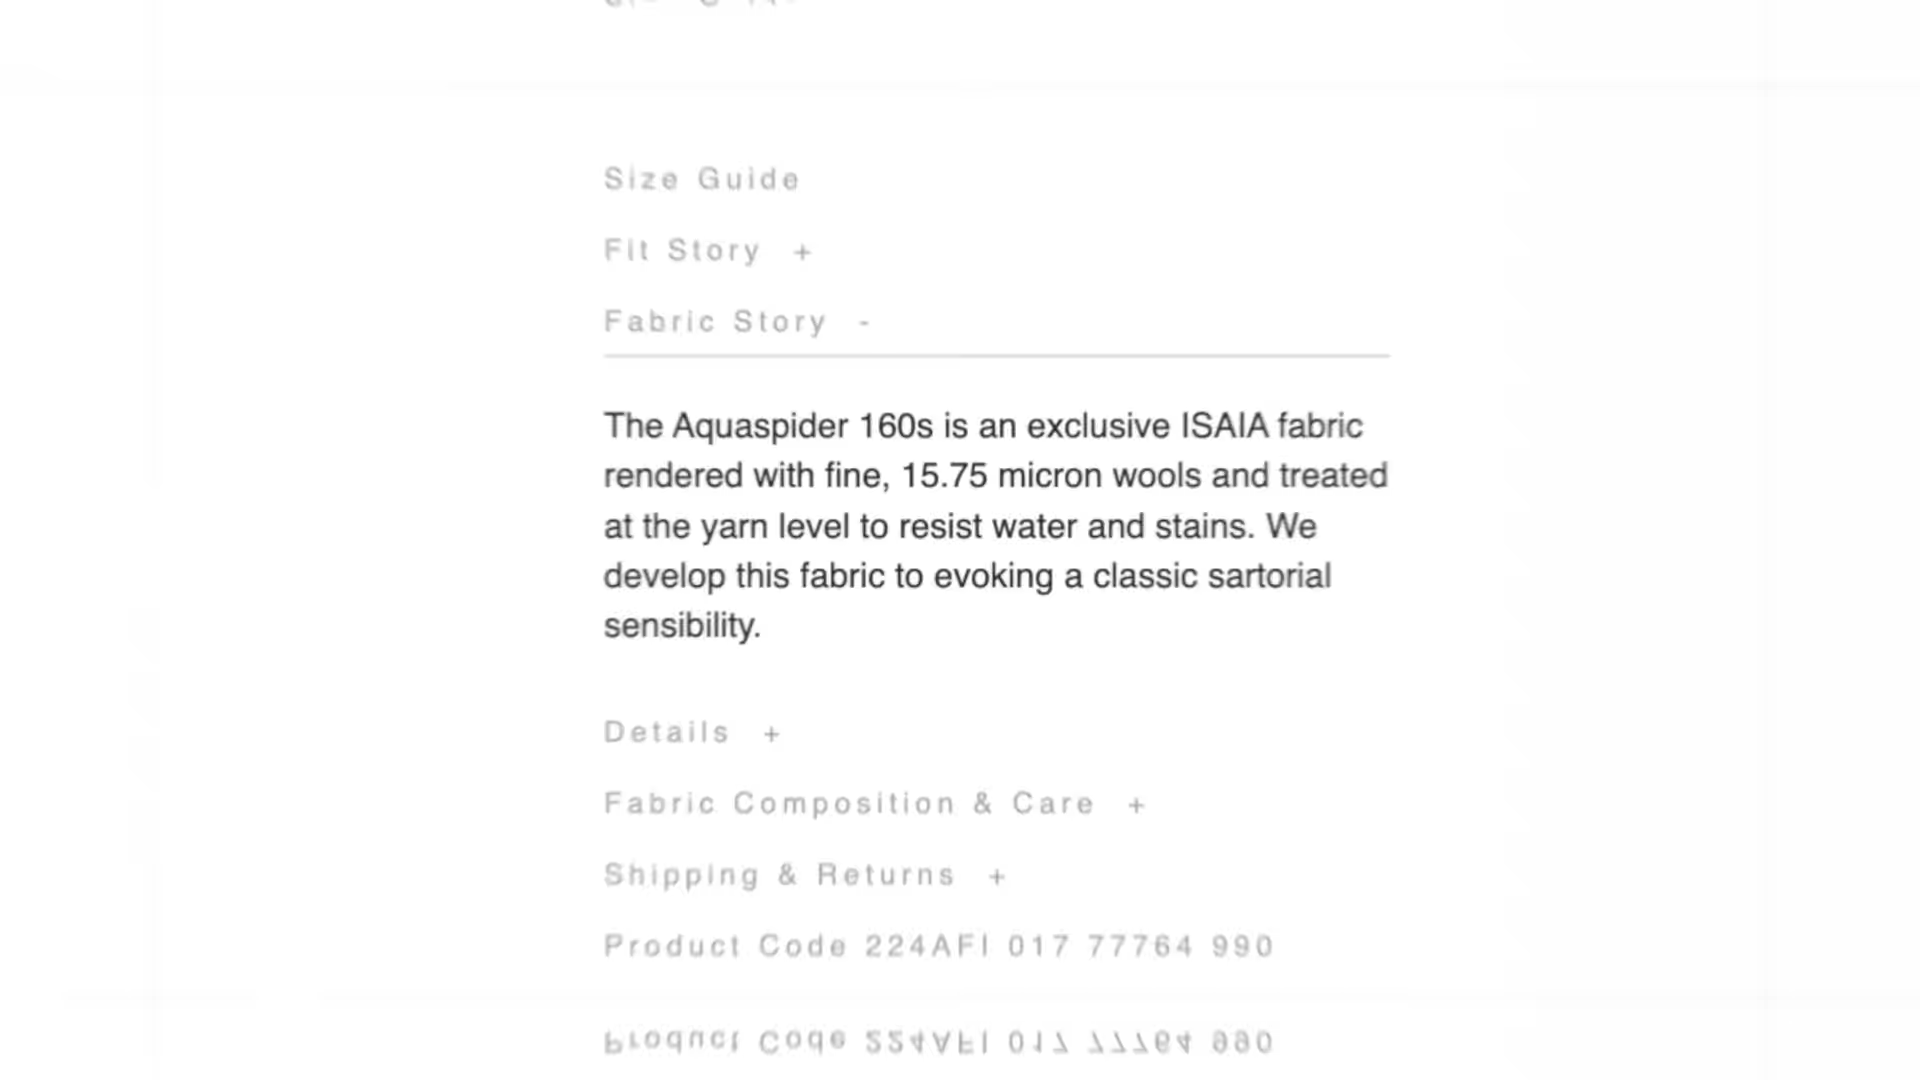 Size Guide
Fit Story +
Fabric Story -
The Aquaspider 160s is an exclusive ISAIA fabric
rendered with fine, 15.75 micron wools and treated
at the yarn level to resist water and stains. We
develop this fabric to evoking a classic sartorial
sensibility.
Details +
Fabric Composition & Care +
Shipping & Returns +
Product Code 224AFI 017 77764 990